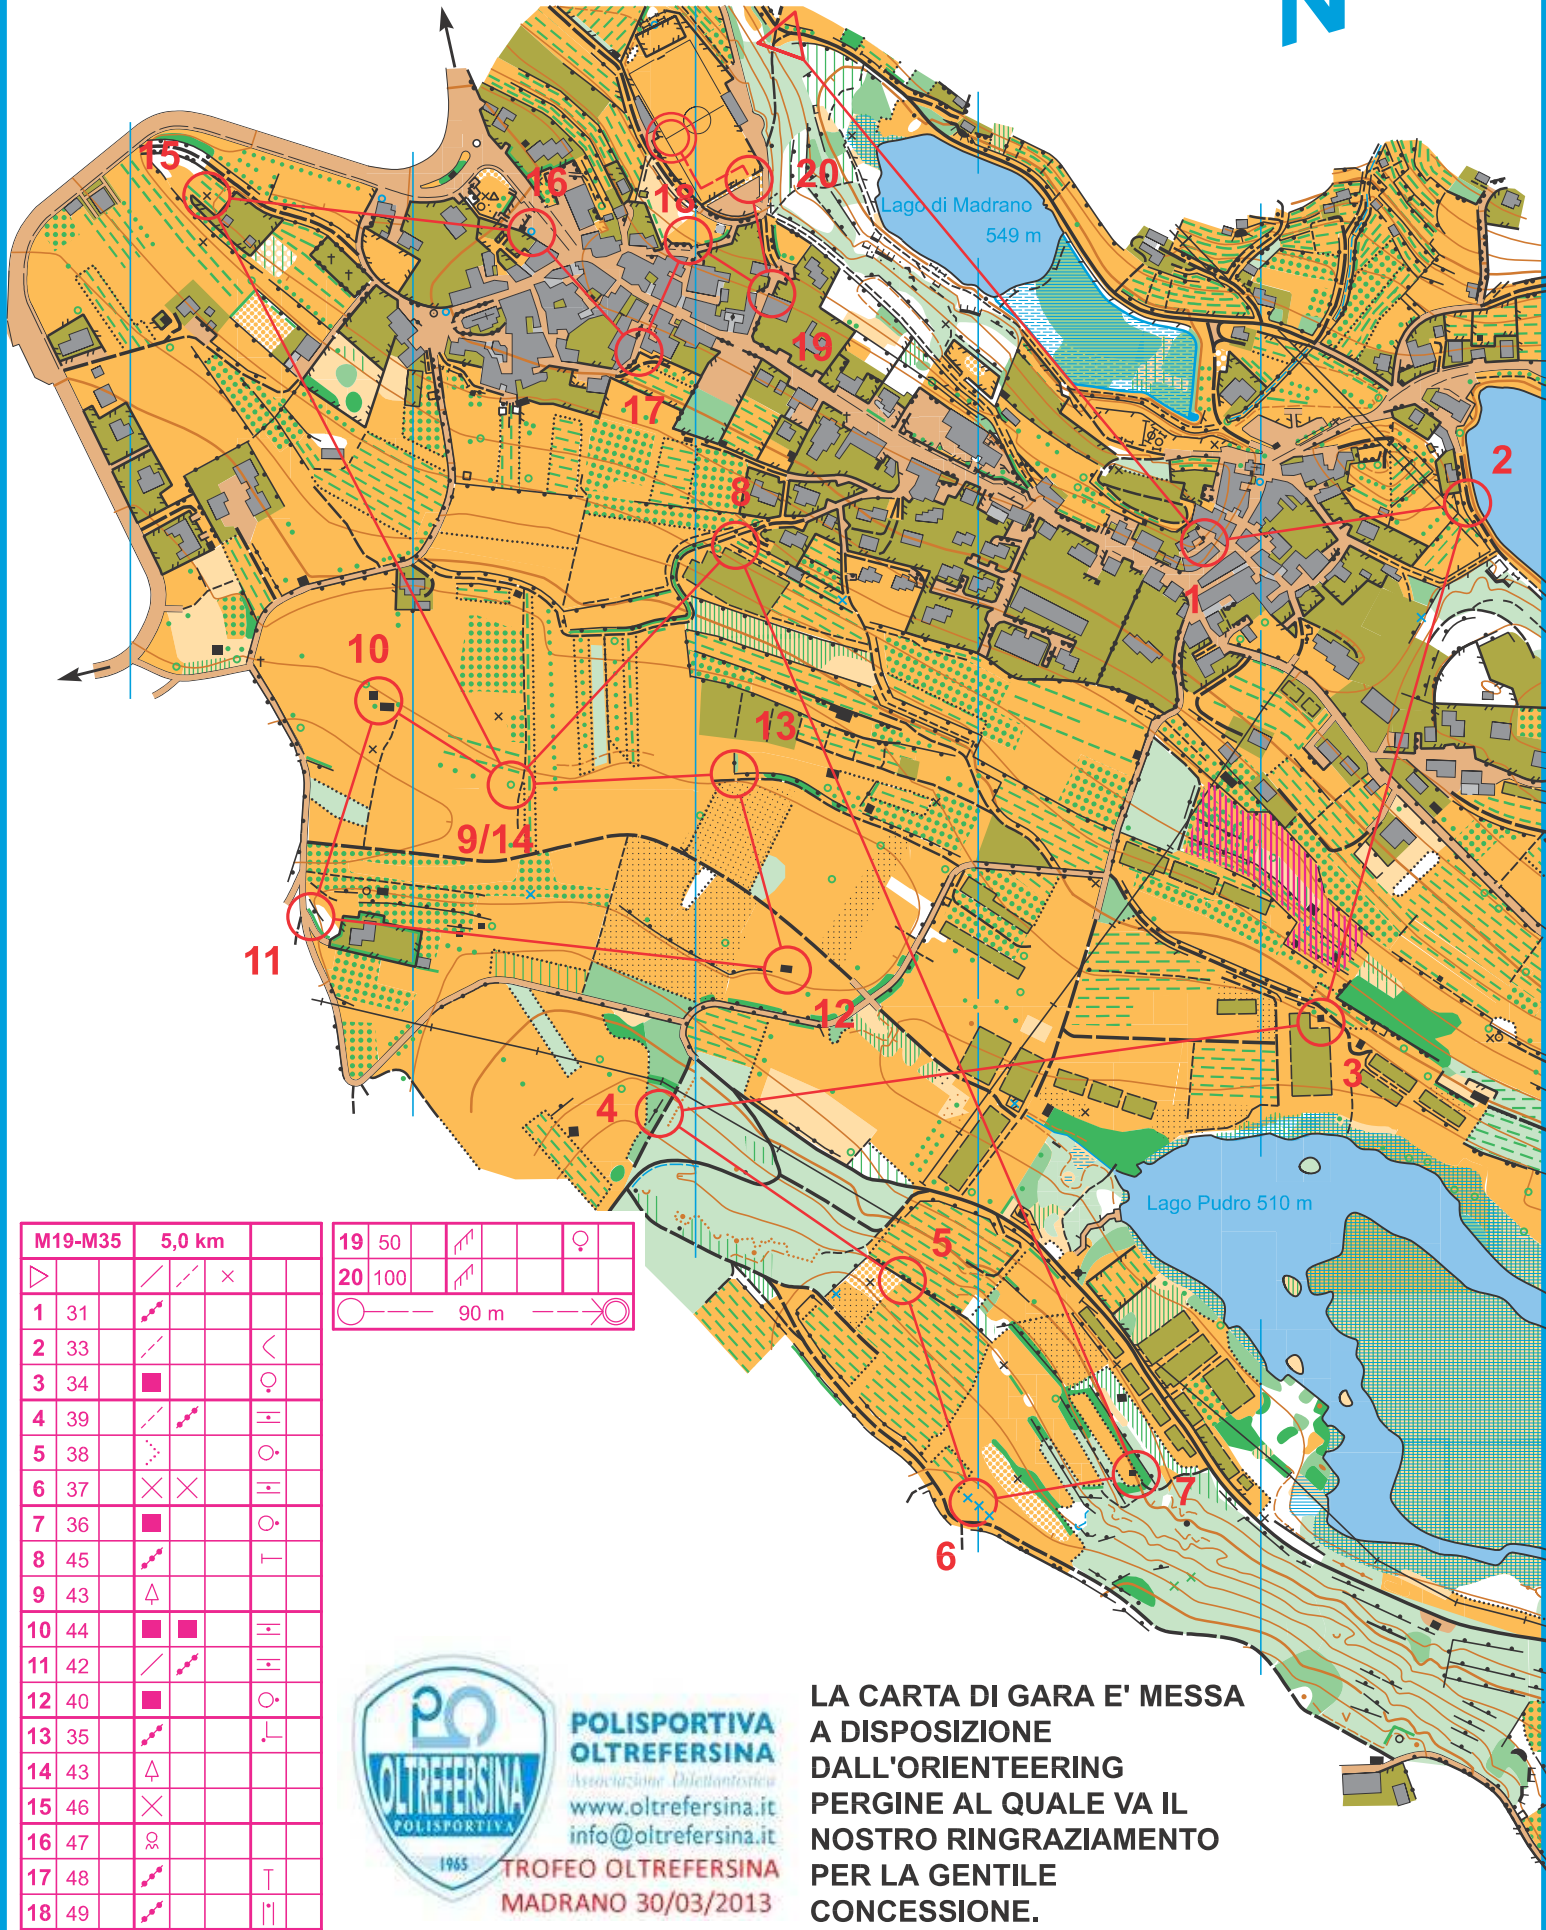 N
15
16
20
18
Lago di Madrano
549 m
19
17
2
8
1
10
13
9/14
11
12
3
4
Lago Pudro 510 m
5
7
6
M19-M35 5,0 km
1 31
2 33
3 34
4 39
5 38
6 37
7 36
8 45
9 43
10 44
11 42
12 40
13 35
14 43
15 46
16 47
17 48
18 49
19 50
20 100
90 m
OLTREFERSINA
POLISPORTIVA
1965
POLISPORTIVA
OLTREFERSINA
Associazione Dilettantistica
www.oltrefersina.it
info@oltrefersina.it
TROFEO OLTREFERSINA
MADRANO 30/03/2013
LA CARTA DI GARA E' MESSA
A DISPOSIZIONE
DALL'ORIENTEERING
PERGINE AL QUALE VA IL
NOSTRO RINGRAZIAMENTO
PER LA GENTILE
CONCESSIONE.